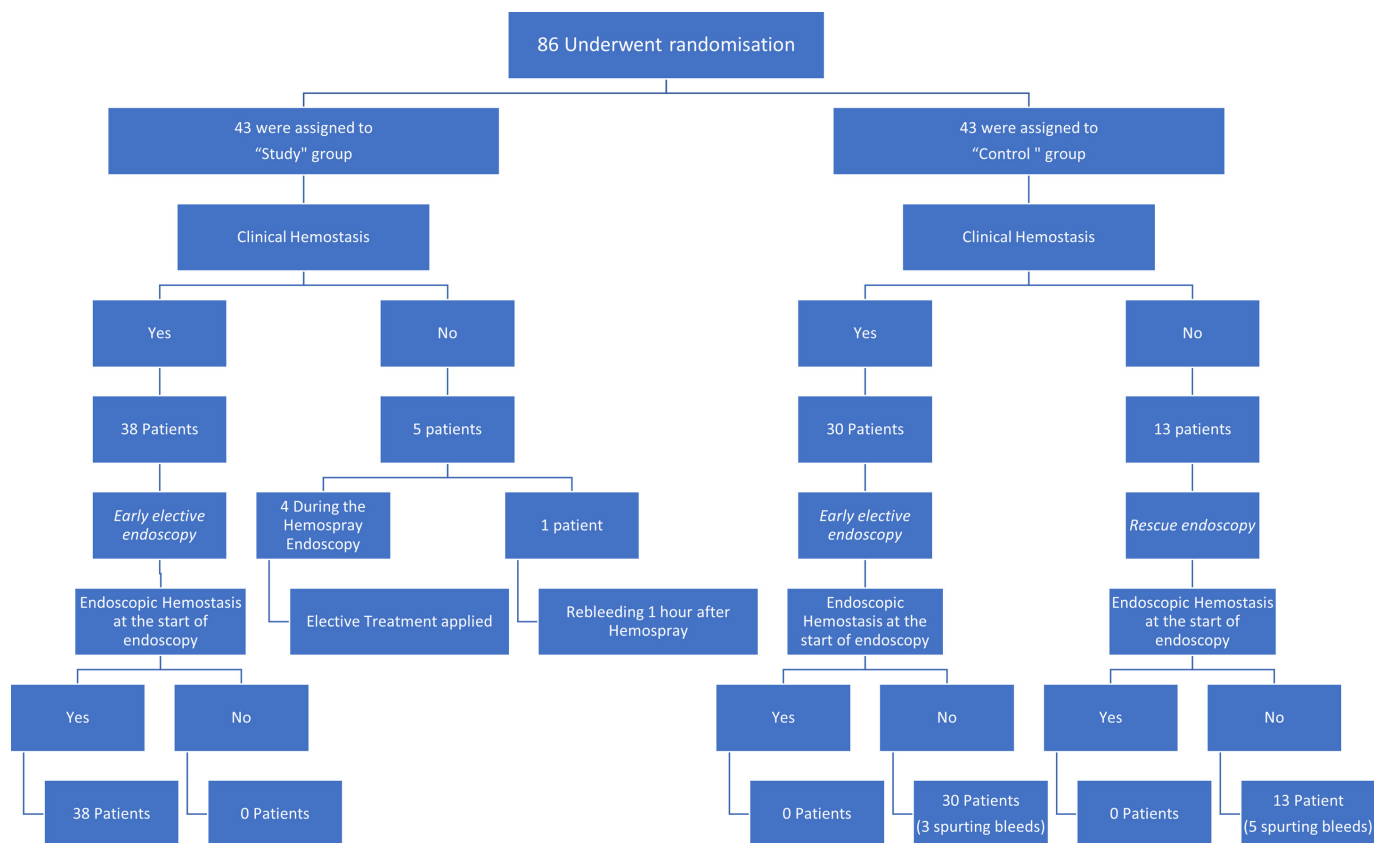 86 Underwent randomisation
43 were assigned to
“Study" group
43 were assigned to
“Control " group
Clinical Hemostasis
Clinical Hemostasis
Yes
No
Yes
No
38 Patients
5 patients
30 Patients
13 patients
Early elective
endoscopy
4 During the
Hemospray
Endoscopy
1 patient
Early elective
endoscopy
Rescue endoscopy
Endoscopic Hemostasis
at the start of
endoscopy
Elective Treatment applied
Rebleeding 1 hour after
Hemospray
Endoscopic
Hemostasis at the
start of endoscopy
Endoscopic Hemostasis
at the start of
endoscopy
Yes
No
Yes
No
Yes
No
38 Patients
0 Patients
0 Patients
30 Patients
(3 spurting bleeds)
0 Patients
13 Patient
(5 spurting bleeds)